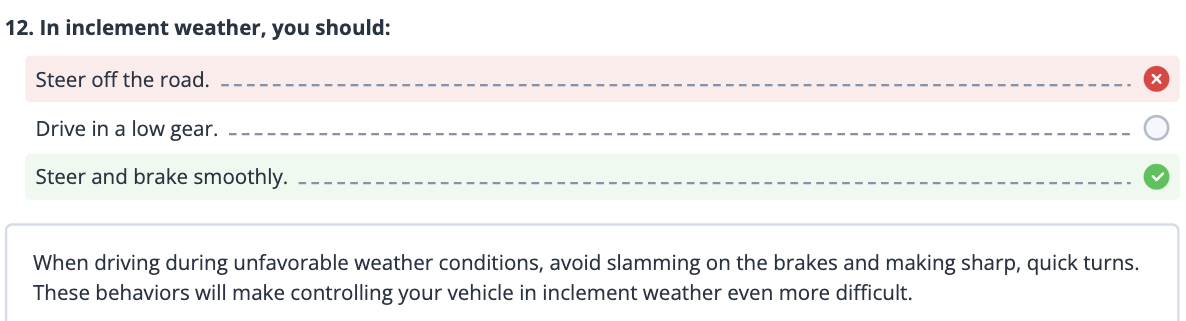 12. In inclement weather, you should:
Steer off the road.
Drive in a low gear.
Steer and brake smoothly.
When driving during unfavorable weather conditions, avoid slamming on the brakes and making sharp, quick turns.
These behaviors will make controlling your vehicle in inclement weather even more difficult.